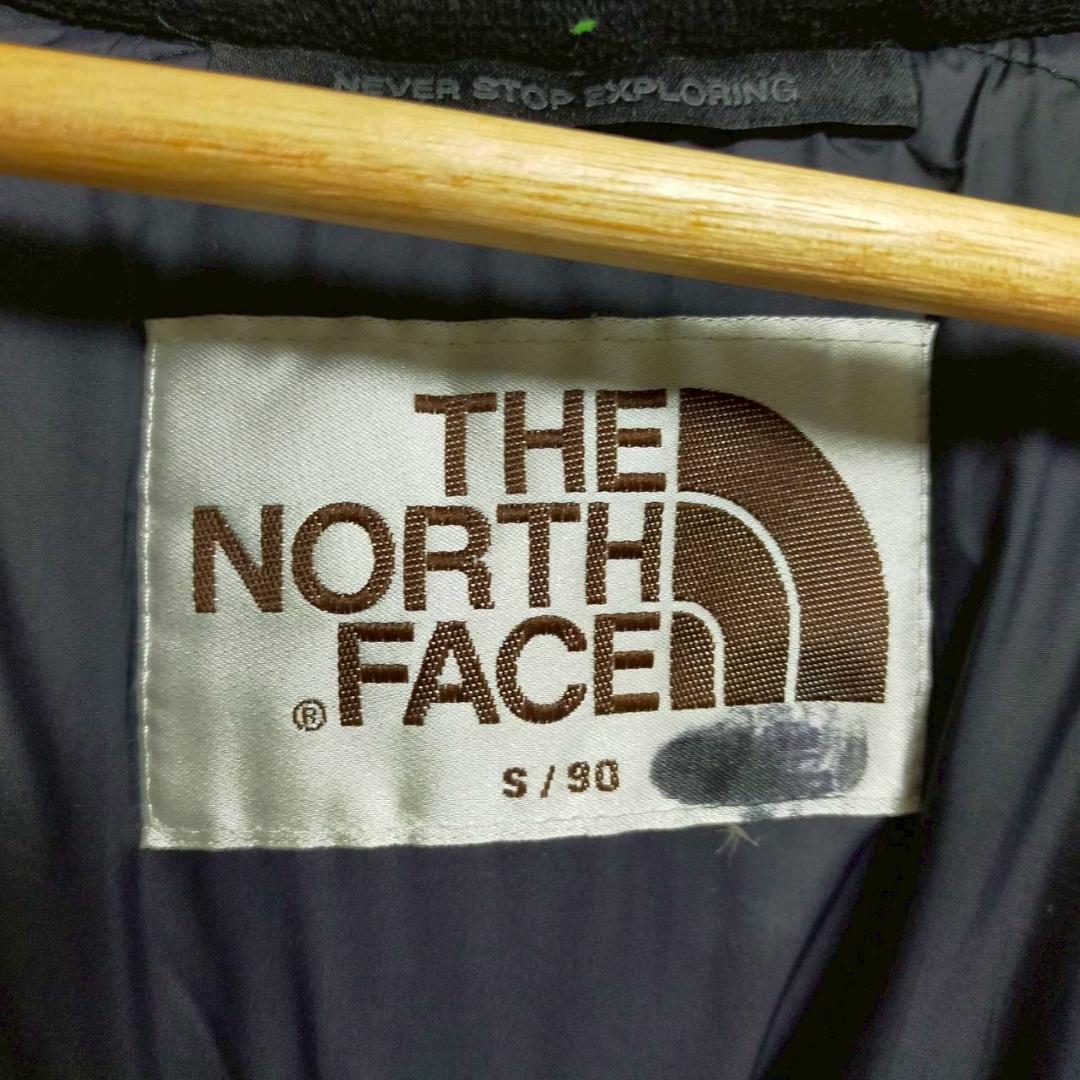 NEVER STOP EXPLORING
THE
NORTH
FACE
®
S / 90